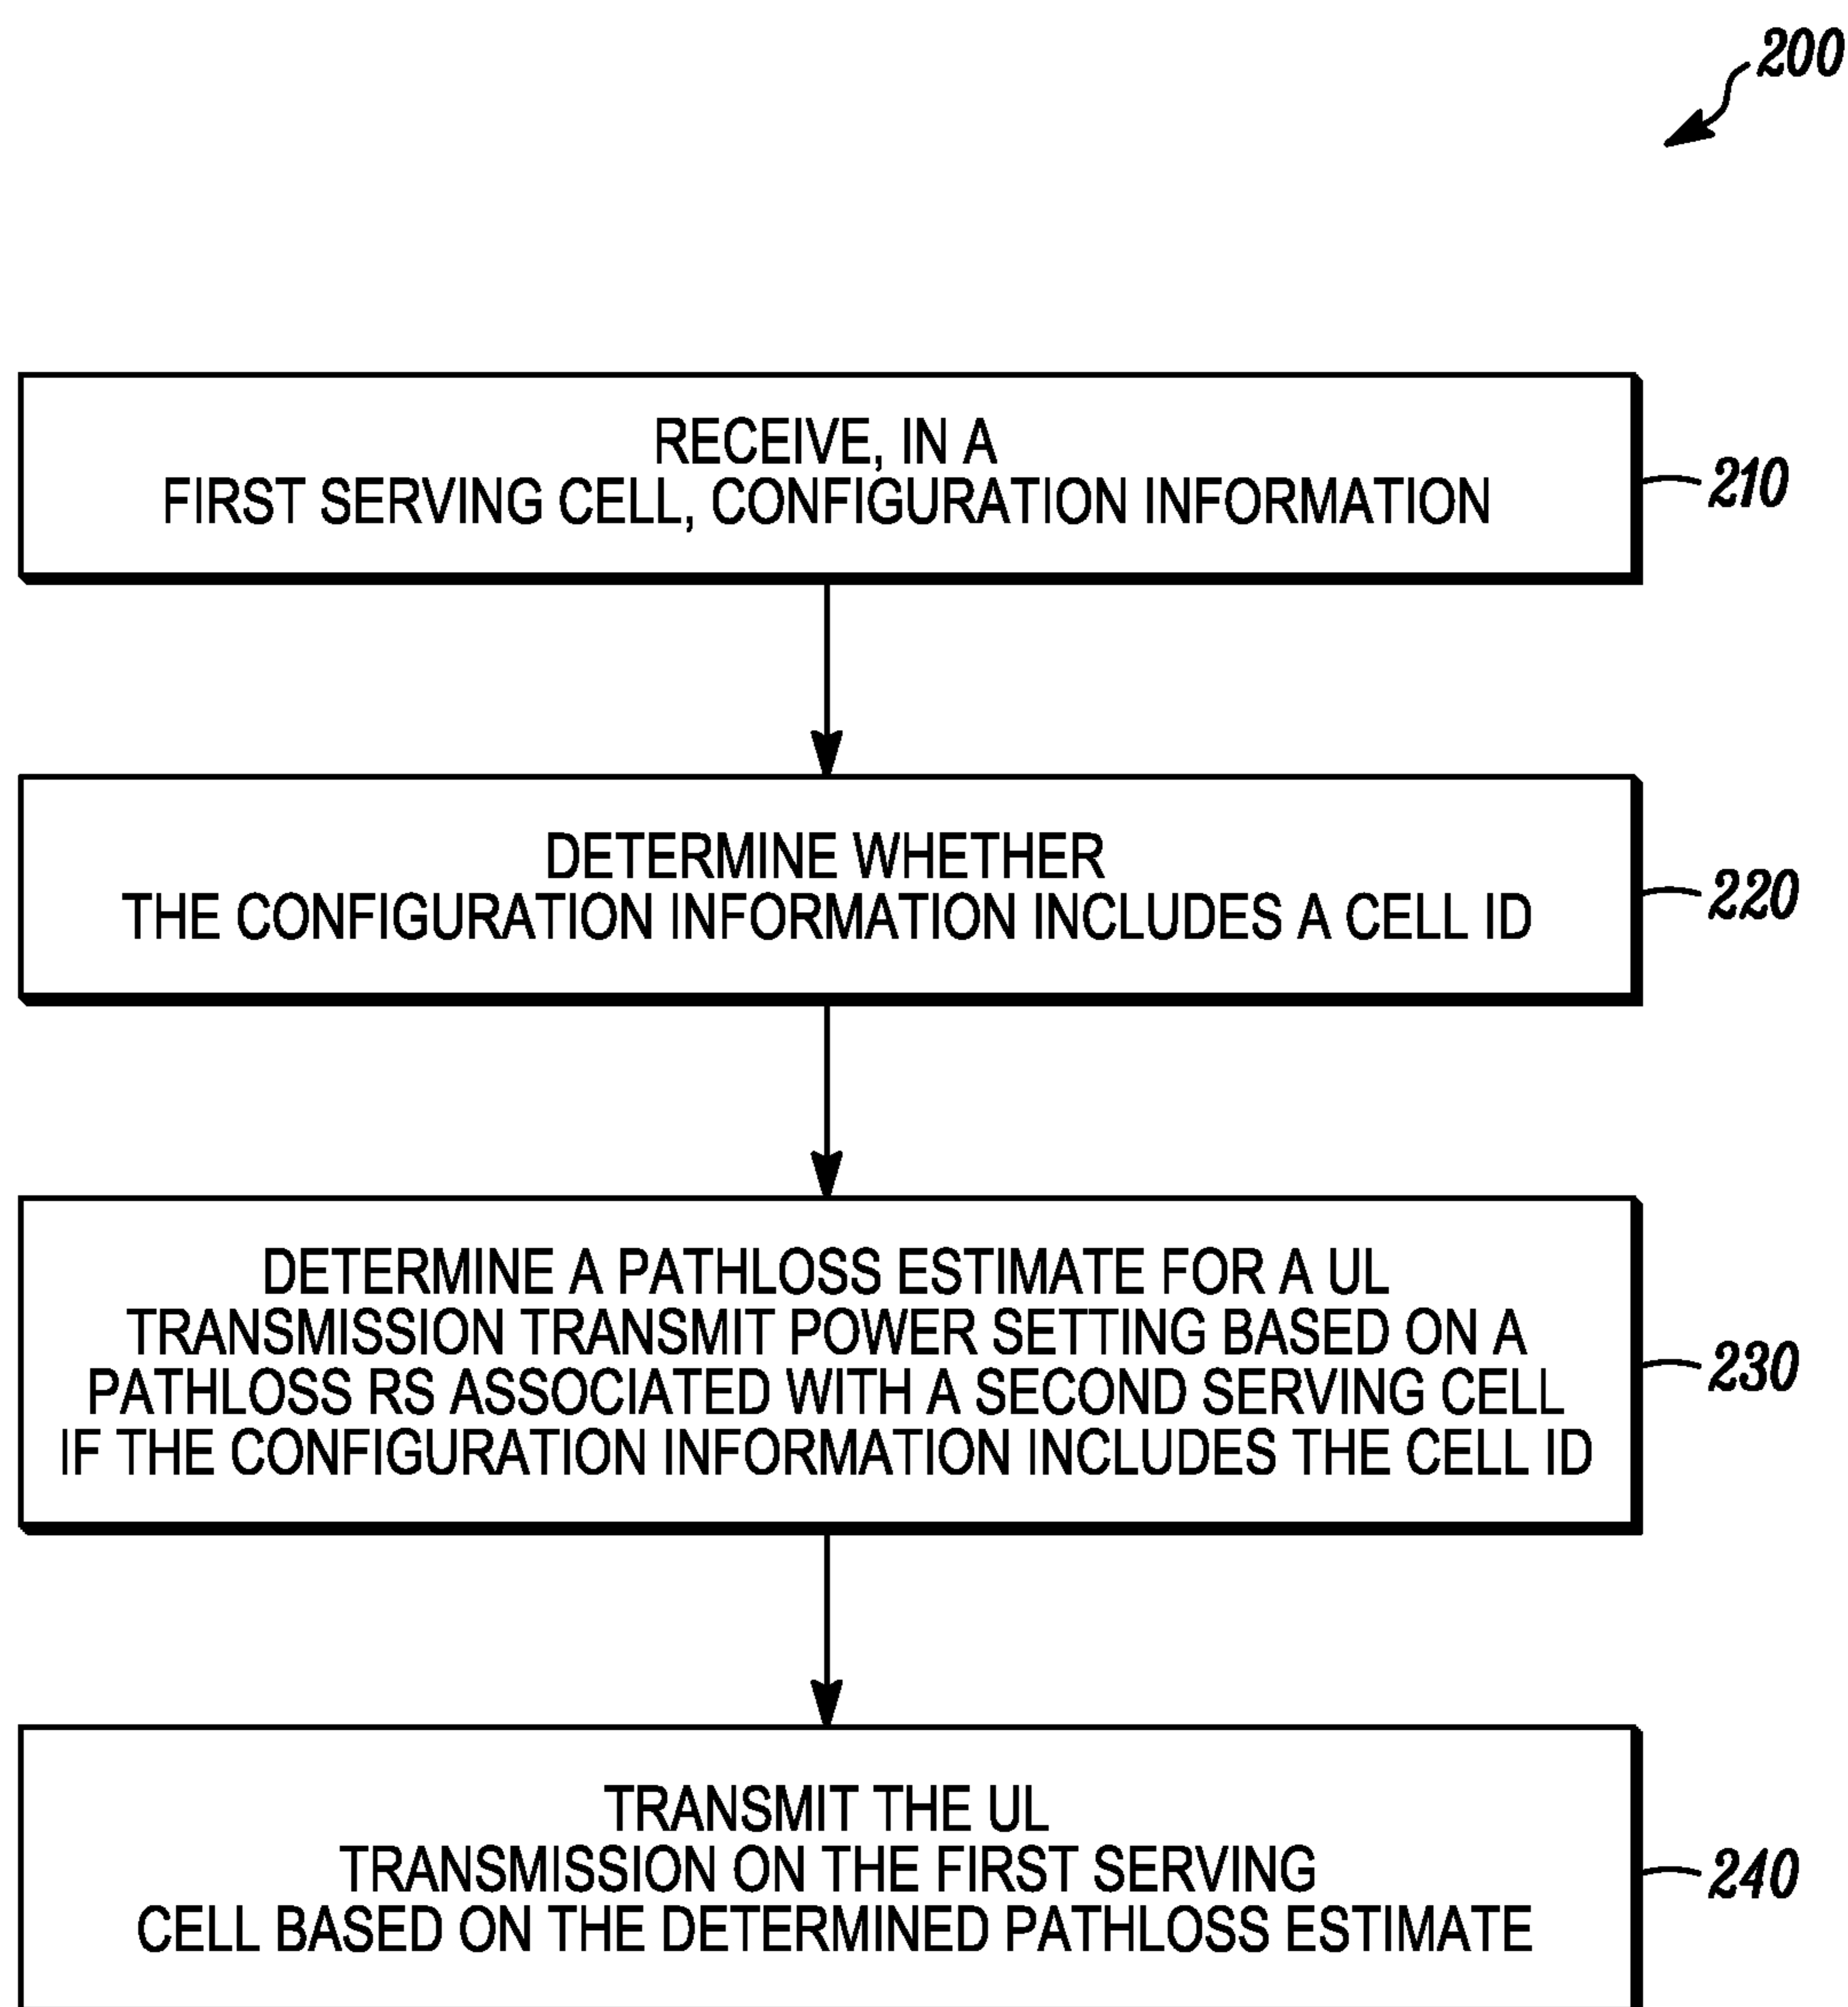 200
RECEIVE, IN A
FIRST SERVING CELL, CONFIGURATION INFORMATION
210
DETERMINE WHETHER
THE CONFIGURATION INFORMATION INCLUDES A CELL ID
220
DETERMINE A PATHLOSS ESTIMATE FOR A UL
TRANSMISSION TRANSMIT POWER SETTING BASED ON A
PATHLOSS RS ASSOCIATED WITH A SECOND SERVING CELL
IF THE CONFIGURATION INFORMATION INCLUDES THE CELL ID
230
TRANSMIT THE UL
TRANSMISSION ON THE FIRST SERVING
CELL BASED ON THE DETERMINED PATHLOSS ESTIMATE
240